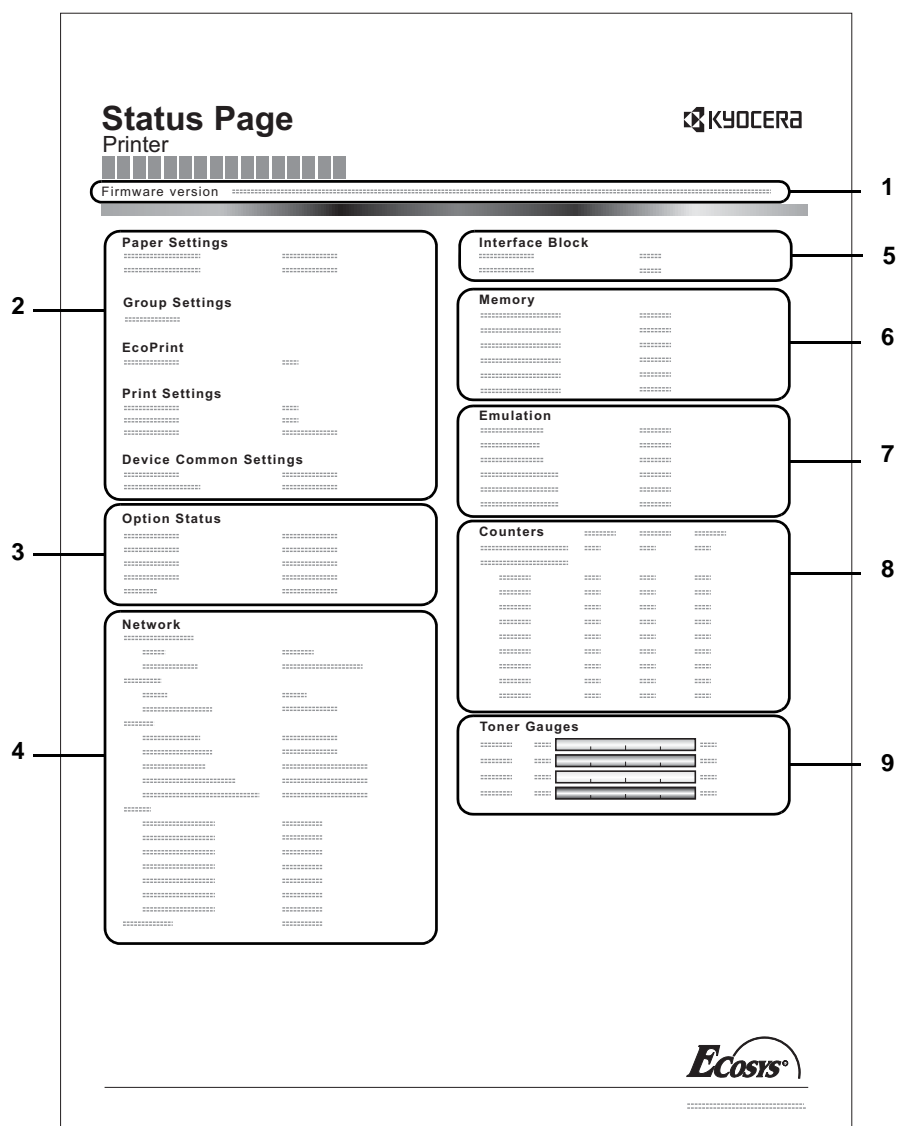 Status Page
KYOCERA
Printer
Firmware version
1
Paper Settings
Group Settings
EcoPrint
Print Settings
Device Common Settings
2
Option Status
3
Network
4
Interface Block
5
Memory
6
Emulation
7
Counters
8
Toner Gauges
9
Ecosys